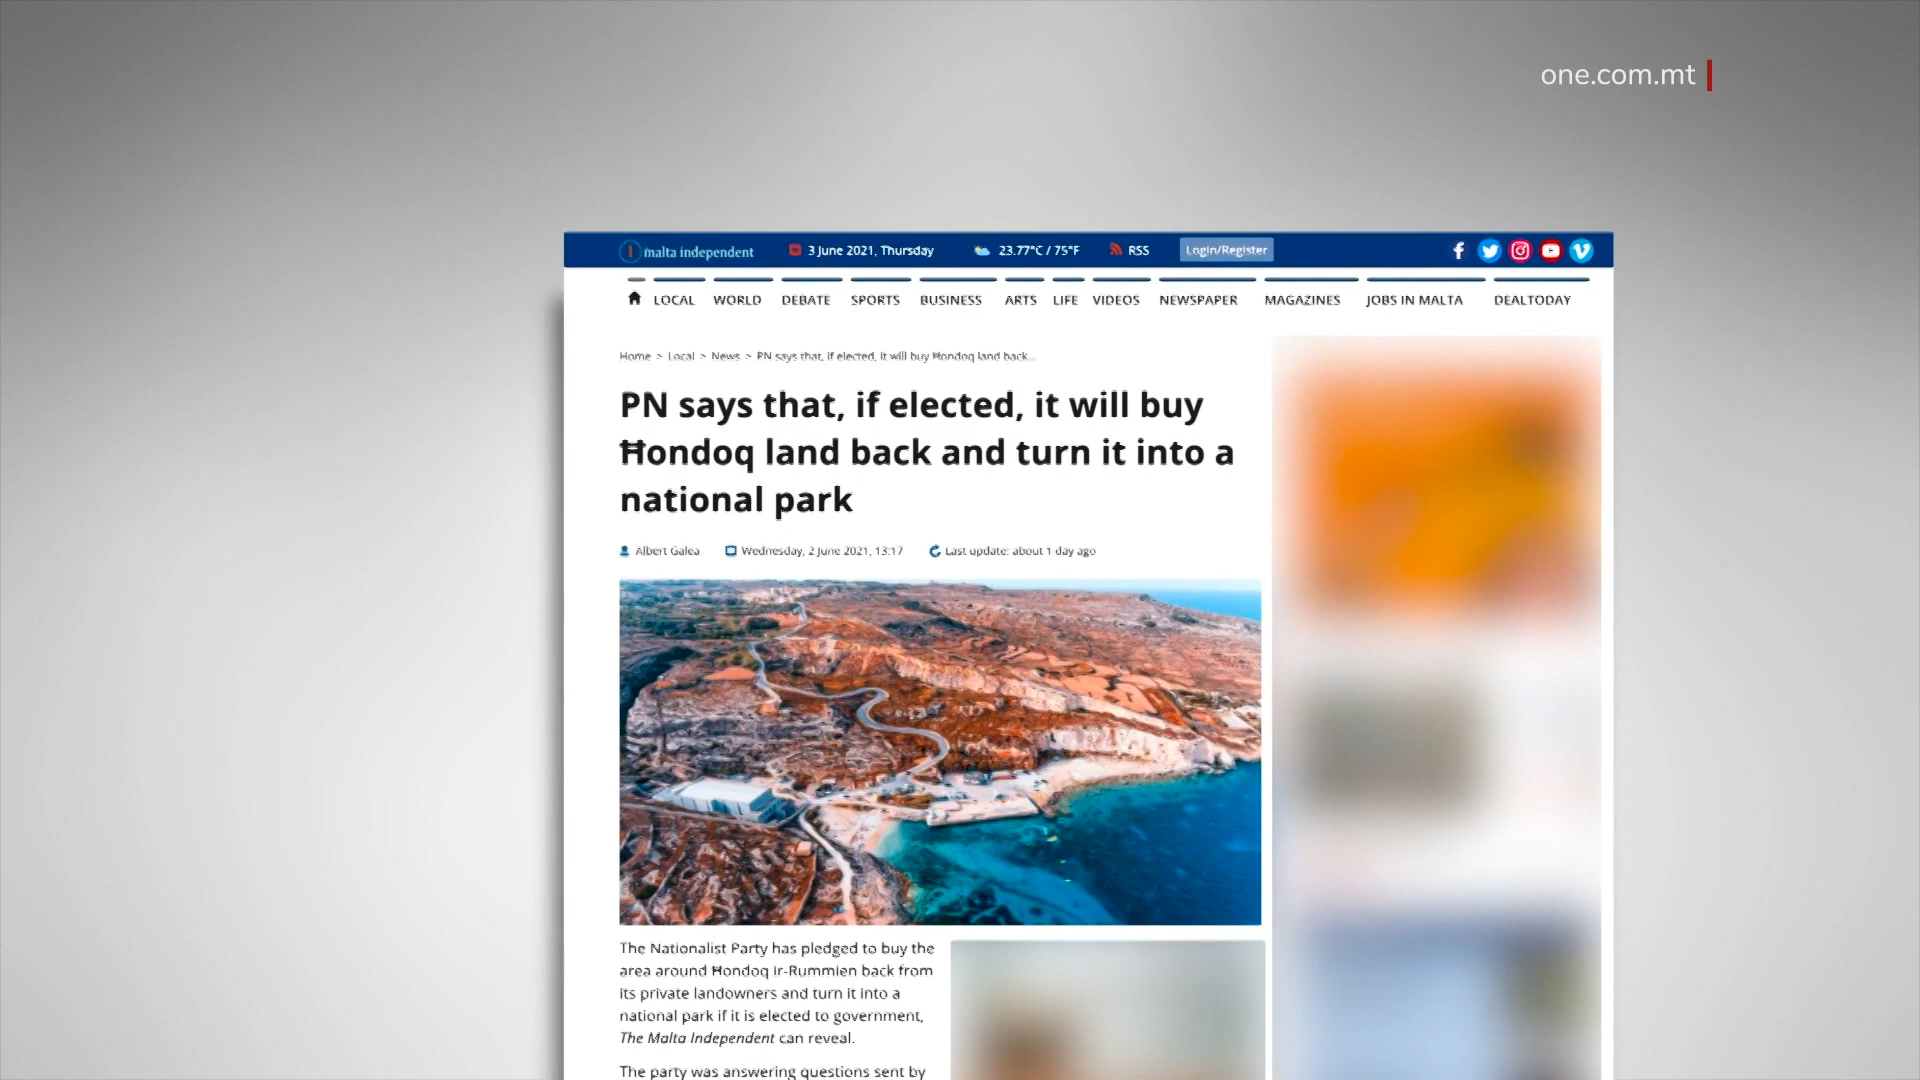 one.com.mt
malta independent 3 June 2021, Thursday 23.77°C / 75°F RSS Login/Register
LOCAL WORLD DEBATE SPORTS BUSINESS ARTS LIFE VIDEOS NEWSPAPER MAGAZINES JOBS IN MALTA DEALTODAY
Home > Local > News > PN says that, if elected, it will buy Ħondoq land back...
PN says that, if elected, it will buy
Ħondoq land back and turn it into a
national park
Albert Galea Wednesday, 2 June 2021, 13:17 Last update: about 1 day ago
The Nationalist Party has pledged to buy the
area around Ħondoq ir-Rummien back from
its private landowners and turn it into a
national park if it is elected to government,
The Malta Independent can reveal.
The party was answering questions sent by